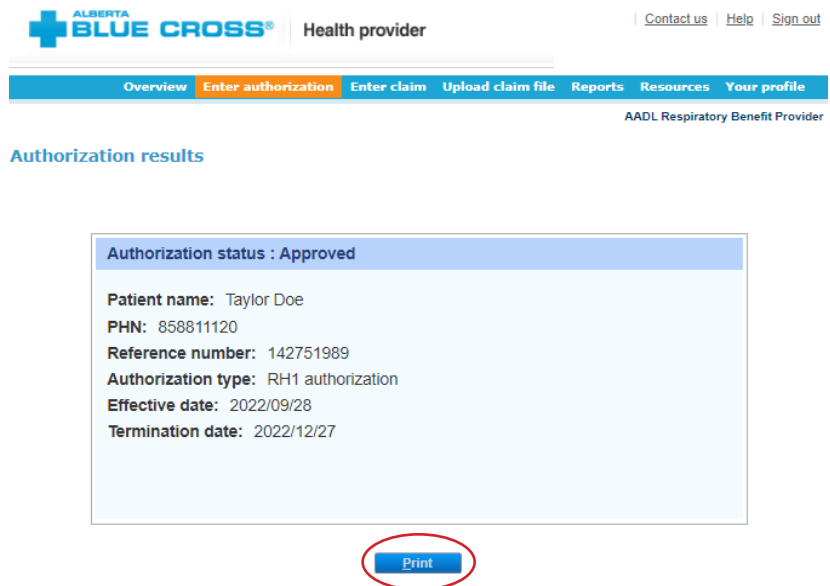 ALBERTA
BLUE CROSS® Health provider
Contact us Help Sign out
Overview Enter authorization Enter claim Upload claim file Reports Resources Your profile
AADL Respiratory Benefit Provider
Authorization results
Authorization status : Approved
Patient name: Taylor Doe
PHN: 858811120
Reference number: 142751989
Authorization type: RH1 authorization
Effective date: 2022/09/28
Termination date: 2022/12/27
Print